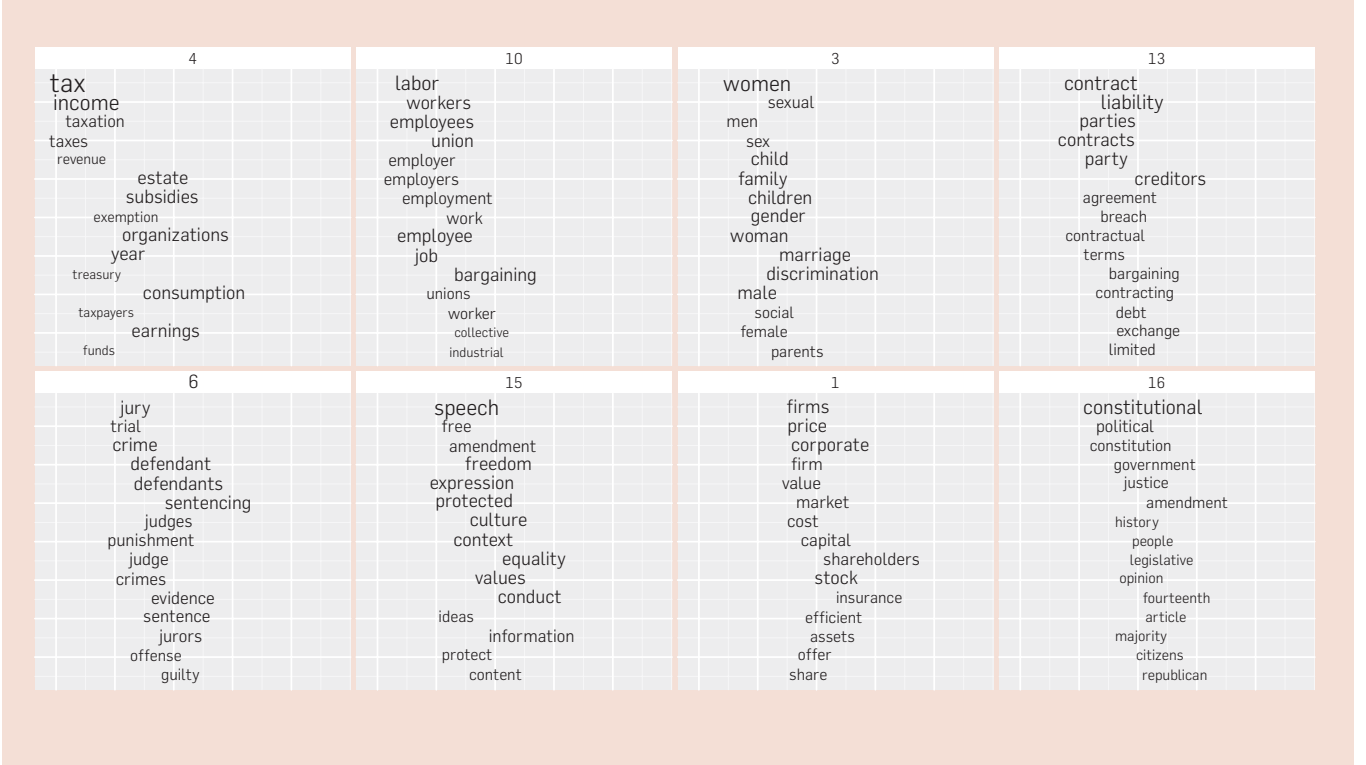 4
tax
income
taxation
taxes
revenue
estate
subsidies
exemption
organizations
year
treasury
consumption
taxpayers
earnings
funds
10
labor
workers
employees
union
employer
employers
employment
work
employee
job
bargaining
unions
worker
collective
industrial
3
women
sexual
men
sex
child
family
children
gender
woman
marriage
discrimination
male
social
female
parents
13
contract
liability
parties
contracts
party
creditors
agreement
breach
contractual
terms
bargaining
contracting
debt
exchange
limited
6
jury
trial
crime
defendant
defendants
sentencing
judges
punishment
judge
crimes
evidence
sentence
jurors
offense
guilty
15
speech
free
amendment
freedom
expression
protected
culture
context
equality
values
conduct
ideas
information
protect
content
1
firms
price
corporate
firm
value
market
cost
capital
shareholders
stock
insurance
efficient
assets
offer
share
16
constitutional
political
constitution
government
justice
amendment
history
people
legislative
opinion
fourteenth
article
majority
citizens
republican